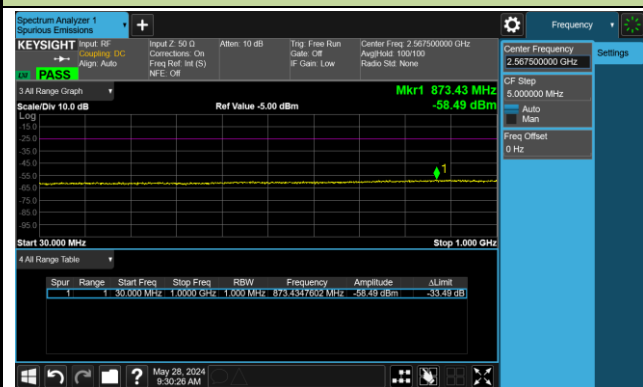 Spectrum Analyzer 1
Spurious Emissions
Frequency
KEYSIGHT
Input: RF
Coupling: DC
Align: Auto
Input Z: 50 Ω
Corrections: On
Freq Ref: Int (S)
NFE: Off
Atten: 10 dB
Trig: Free Run
Gate: Off
IF Gain: Low
Center Freq: 2.567500000 GHz
Avg|Hold: 100/100
Radio Std: None
PASS
Center Frequency
2.567500000 GHz
Settings
CF Step
5.000000 MHz
Auto
Man
Freq Offset
0 Hz
3 All Range Graph
Mkr1 873.43 MHz
Scale/Div 10.0 dB
Ref Value -5.00 dBm
-58.49 dBm
Log
-15.0
-25.0
-35.0
-45.0
-55.0
-65.0
-75.0
-85.0
-95.0
1
Start 30.000 MHz
Stop 1.000 GHz
4 All Range Table
Spur Range Start Freq Stop Freq RBW Frequency Amplitude ΔLimit
1 1 30.000 MHz 1.0000 GHz 1.000 MHz 873.4347602 MHz -58.49 dBm -33.49 dB
May 28, 2024
9:30:26 AM